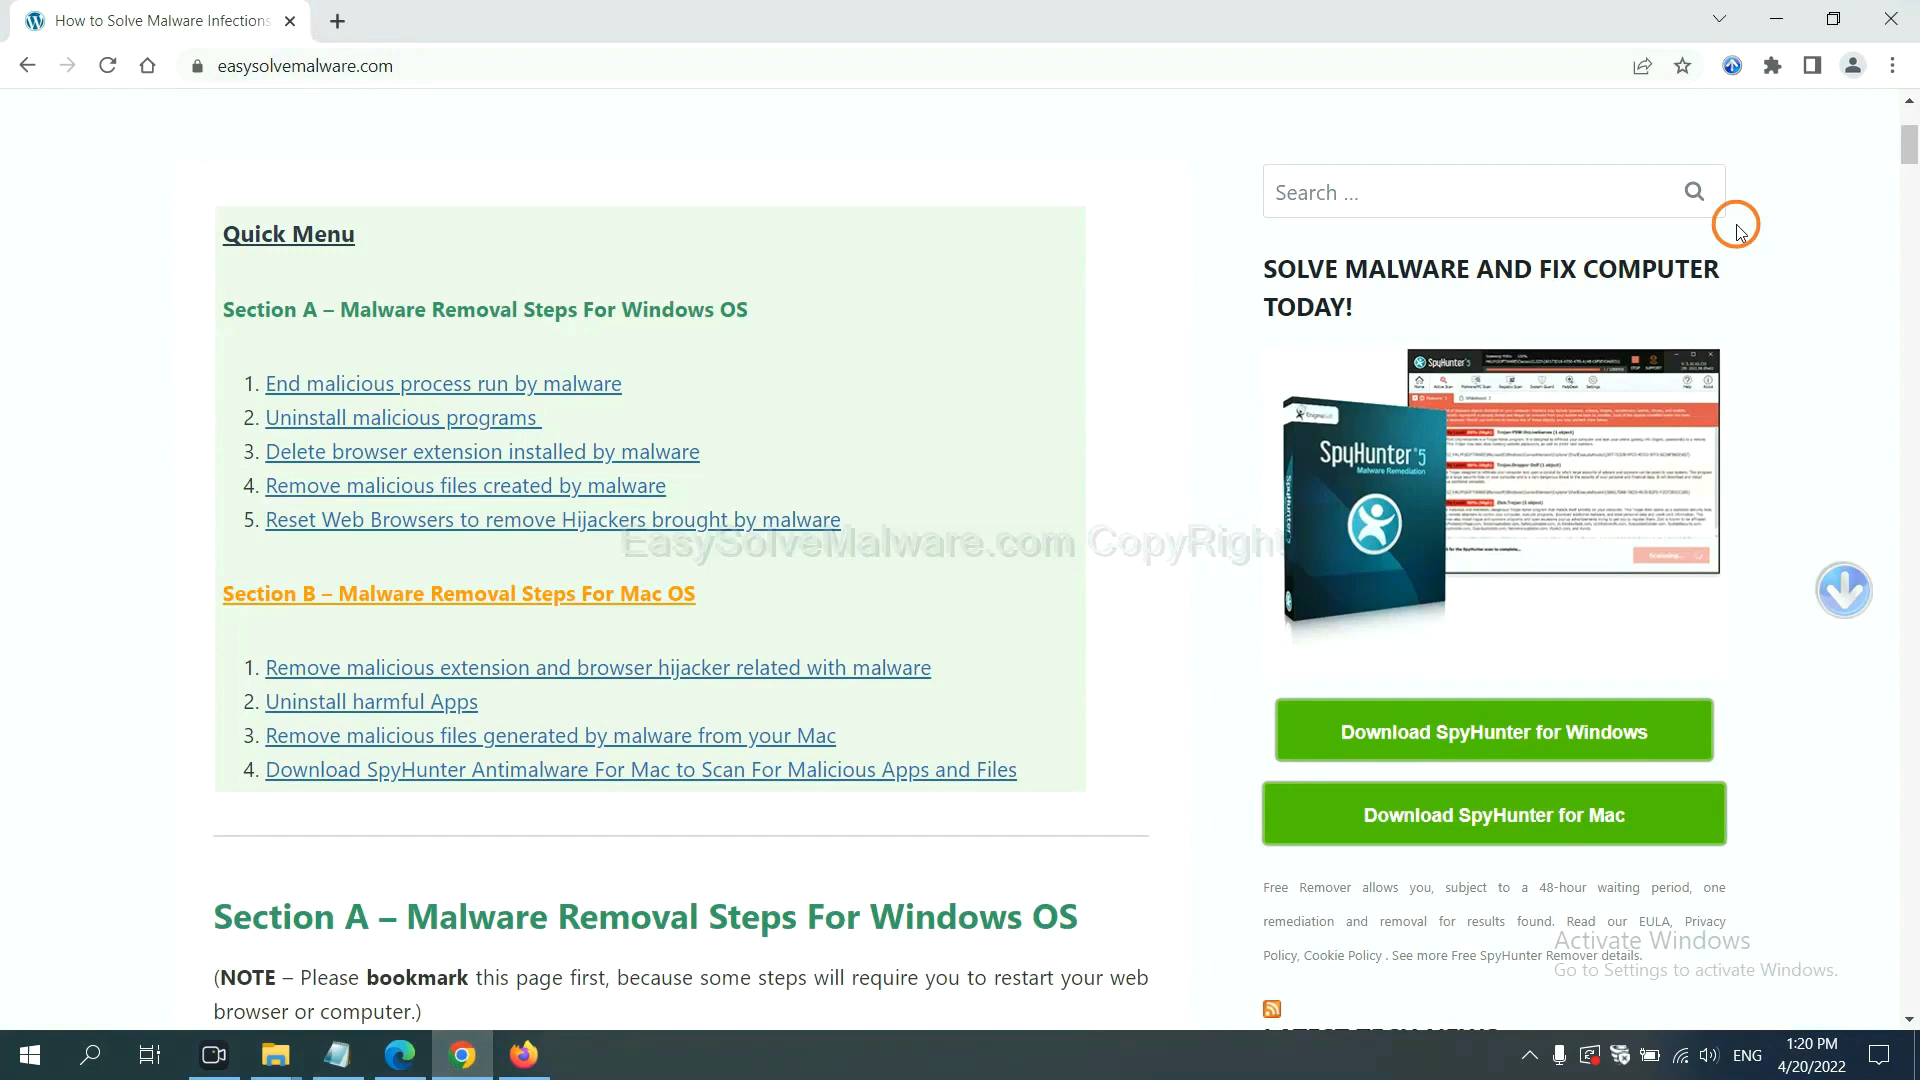 How to Solve Malware Infections
easysolvemalware.com
Quick Menu
Section A – Malware Removal Steps For Windows OS
1. End malicious process run by malware
2. Uninstall malicious programs
3. Delete browser extension installed by malware
4. Remove malicious files created by malware
5. Reset Web Browsers to remove Hijackers brought by malware
EasySolveMalware.com CopyRight
Section B – Malware Removal Steps For Mac OS
1. Remove malicious extension and browser hijacker related with malware
2. Uninstall harmful Apps
3. Remove malicious files generated by malware from your Mac
4. Download SpyHunter Antimalware For Mac to Scan For Malicious Apps and Files
Section A – Malware Removal Steps For Windows OS
(NOTE – Please bookmark this page first, because some steps will require you to restart your web
browser or computer.)
Search ...
SOLVE MALWARE AND FIX COMPUTER
TODAY!
SpyHunter 5
EnigmaSoft
SpyHunter 5
Malware Remediation
Scanning...
Download SpyHunter for Windows
Download SpyHunter for Mac
Free Remover allows you, subject to a 48-hour waiting period, one
remediation and removal for results found. Read our EULA, Privacy
Policy, Cookie Policy . See more Free SpyHunter Remover details.
Activate Windows
Go to Settings to activate Windows.
LATEST TECH NEWS
ENG
1:20 PM
4/20/2022